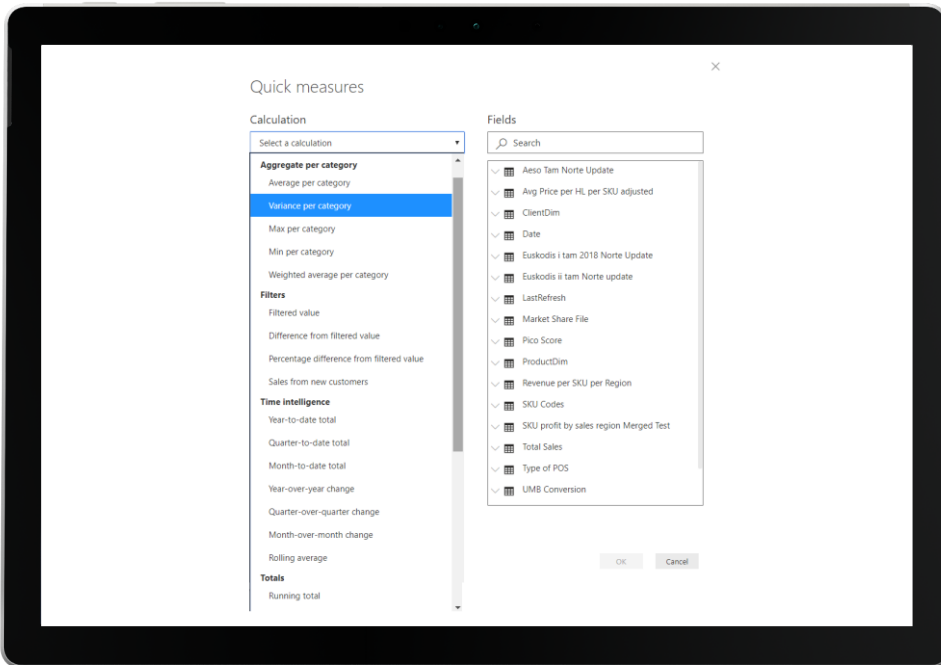 Quick measures
Calculation
Select a calculation
Aggregate per category
Average per category
Variance per category
Max per category
Min per category
Weighted average per category
Filters
Filtered value
Difference from filtered value
Percentage difference from filtered value
Sales from new customers
Time intelligence
Year-to-date total
Quarter-to-date total
Month-to-date total
Year-over-year change
Quarter-over-quarter change
Month-over-month change
Rolling average
Totals
Running total
Fields
Search
Aeso Tam Norte Update
Avg Price per HL per SKU adjusted
ClientDim
Date
Euskodis i tam 2018 Norte Update
Euskodis ii tam Norte update
LastRefresh
Market Share File
Pico Score
ProductDim
Revenue per SKU per Region
SKU Codes
SKU profit by sales region Merged Test
Total Sales
Type of POS
UMB Conversion
OK
Cancel